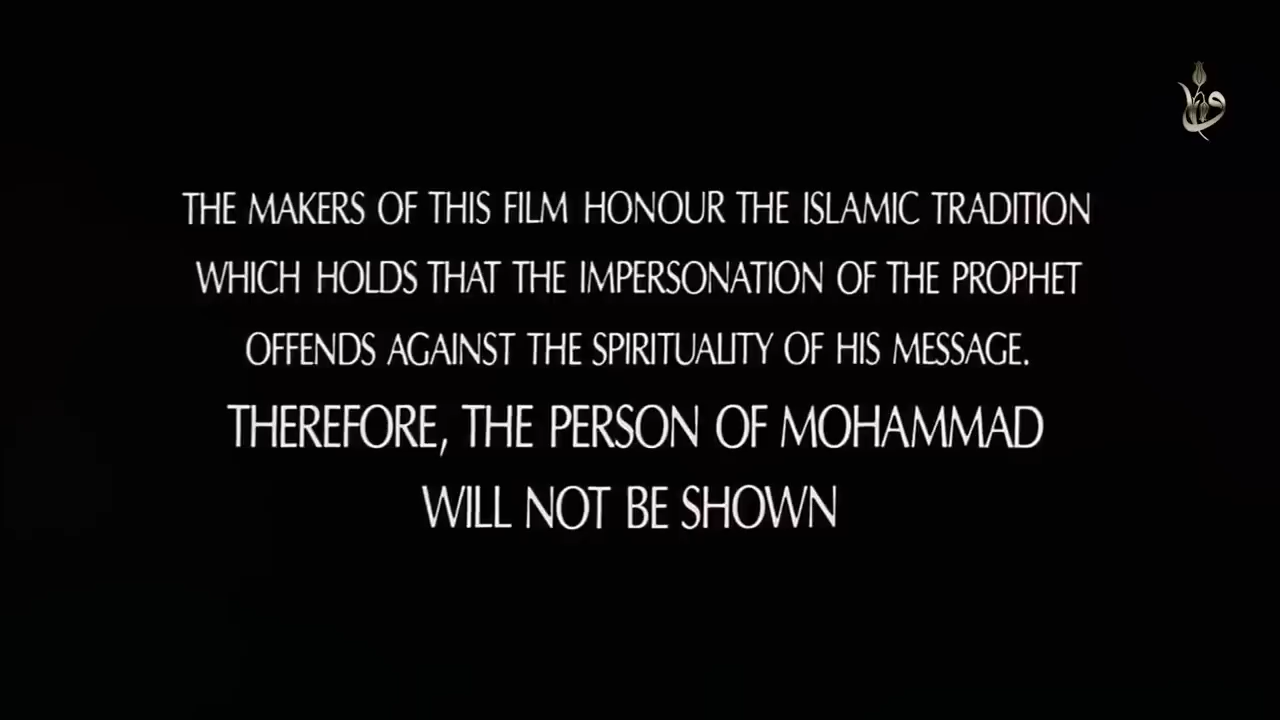 THE MAKERS OF THIS FILM HONOUR THE ISLAMIC TRADITION
WHICH HOLDS THAT THE IMPERSONATION OF THE PROPHET
OFFENDS AGAINST THE SPIRITUALITY OF HIS MESSAGE.
THEREFORE, THE PERSON OF MOHAMMAD
WILL NOT BE SHOWN